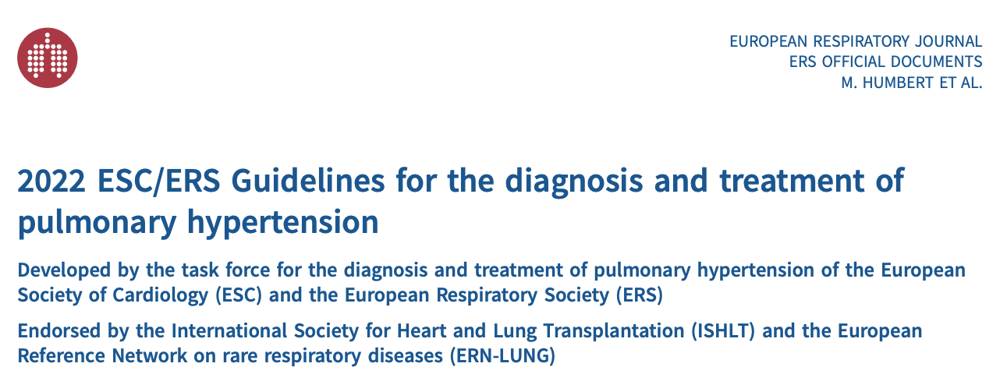 EUROPEAN RESPIRATORY JOURNAL
ERS OFFICIAL DOCUMENTS
M. HUMBERT ET AL.
2022 ESC/ERS Guidelines for the diagnosis and treatment of
pulmonary hypertension
Developed by the task force for the diagnosis and treatment of pulmonary hypertension of the European
Society of Cardiology (ESC) and the European Respiratory Society (ERS)
Endorsed by the International Society for Heart and Lung Transplantation (ISHLT) and the European
Reference Network on rare respiratory diseases (ERN-LUNG)